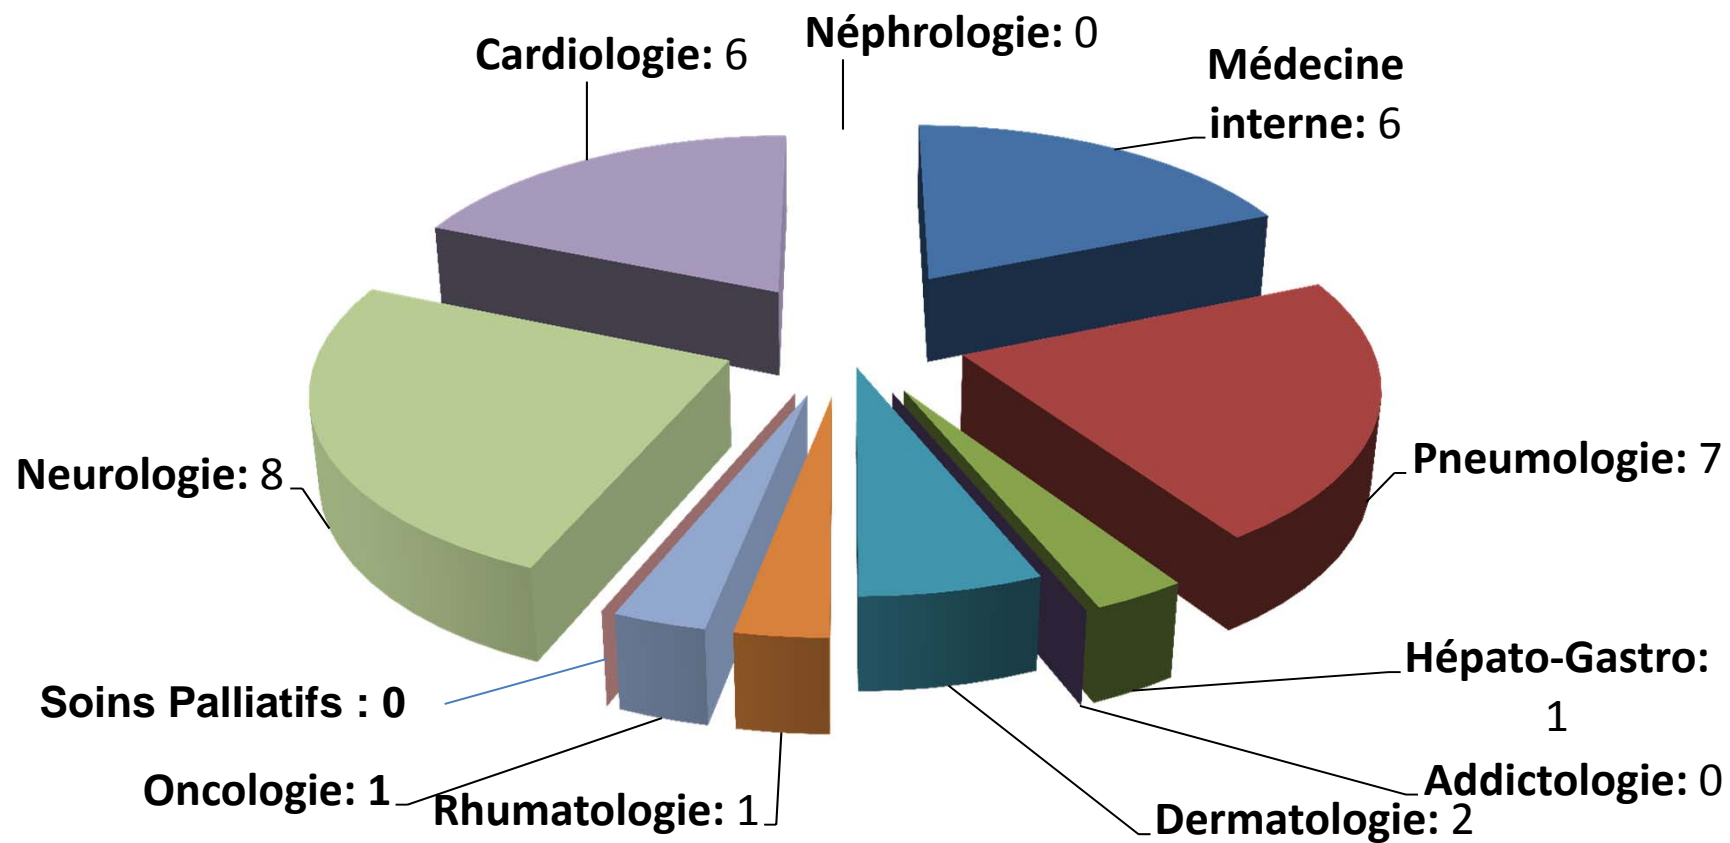 Néphrologie: 0
Cardiologie: 6
Médecine
interne: 6
Pneumologie: 7
Neurologie: 8
Hépato-Gastro:
1
Soins Palliatifs : 0
Addictologie: 0
Oncologie: 1
Rhumatologie: 1
Dermatologie: 2